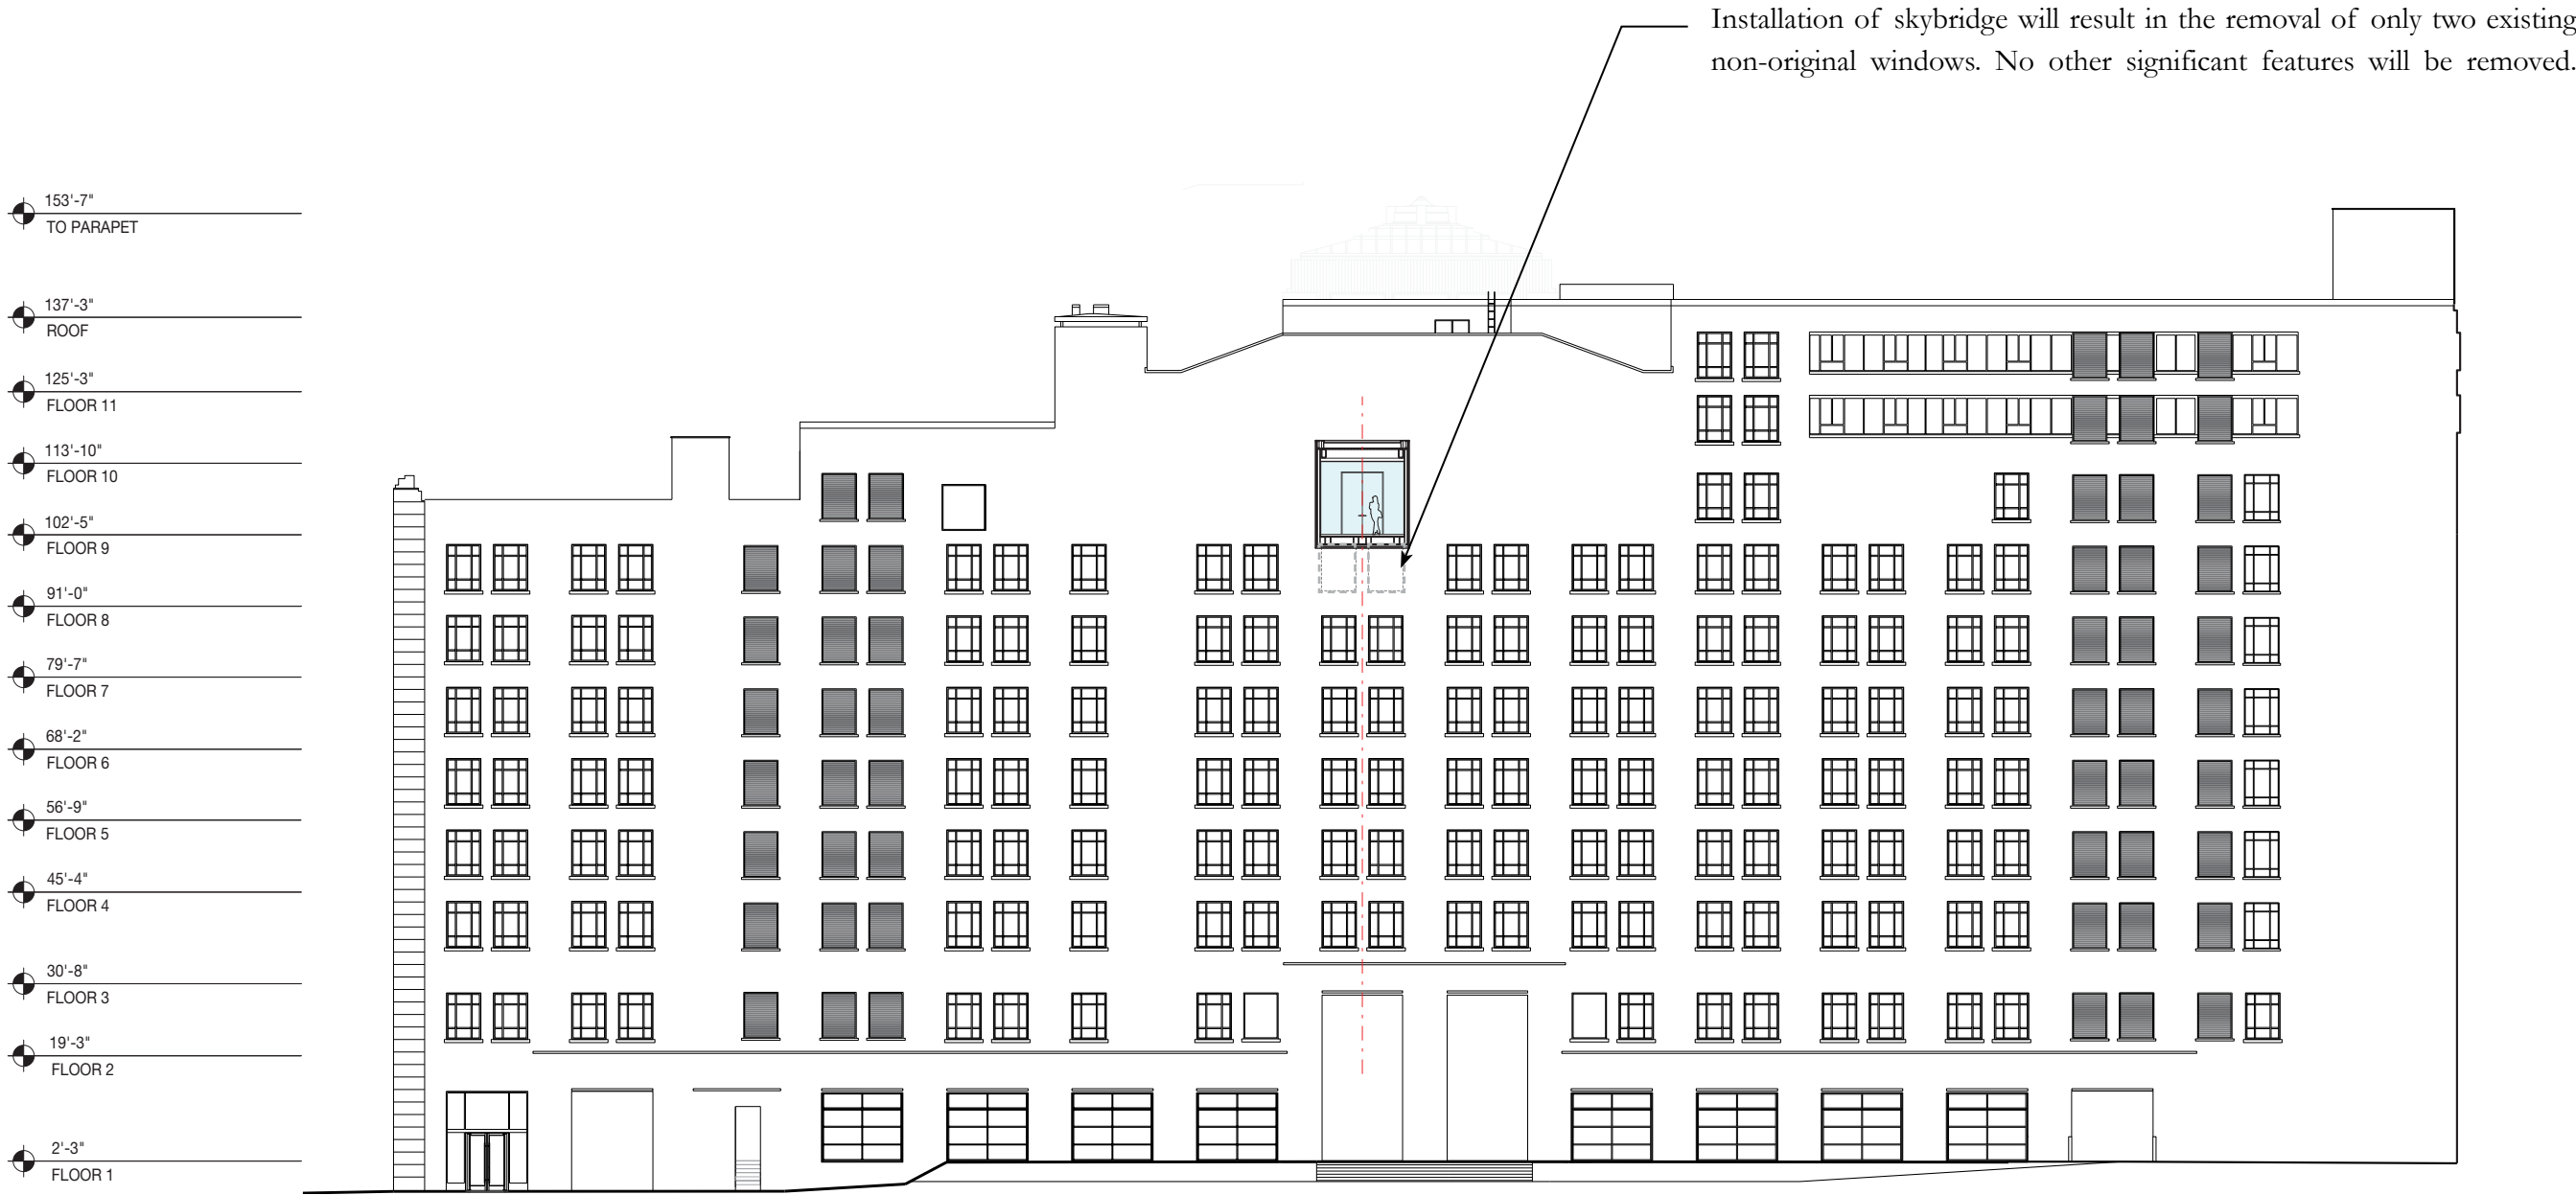 Installation of skybridge will result in the removal of only two existing
non-original windows. No other significant features will be removed.
153'-7"
TO PARAPET
137'-3"
ROOF
125'-3"
FLOOR 11
113'-10"
FLOOR 10
102'-5"
FLOOR 9
91'-0"
FLOOR 8
79'-7"
FLOOR 7
68'-2"
FLOOR 6
56'-9"
FLOOR 5
45'-4"
FLOOR 4
30'-8"
FLOOR 3
19'-3"
FLOOR 2
2'-3"
FLOOR 1